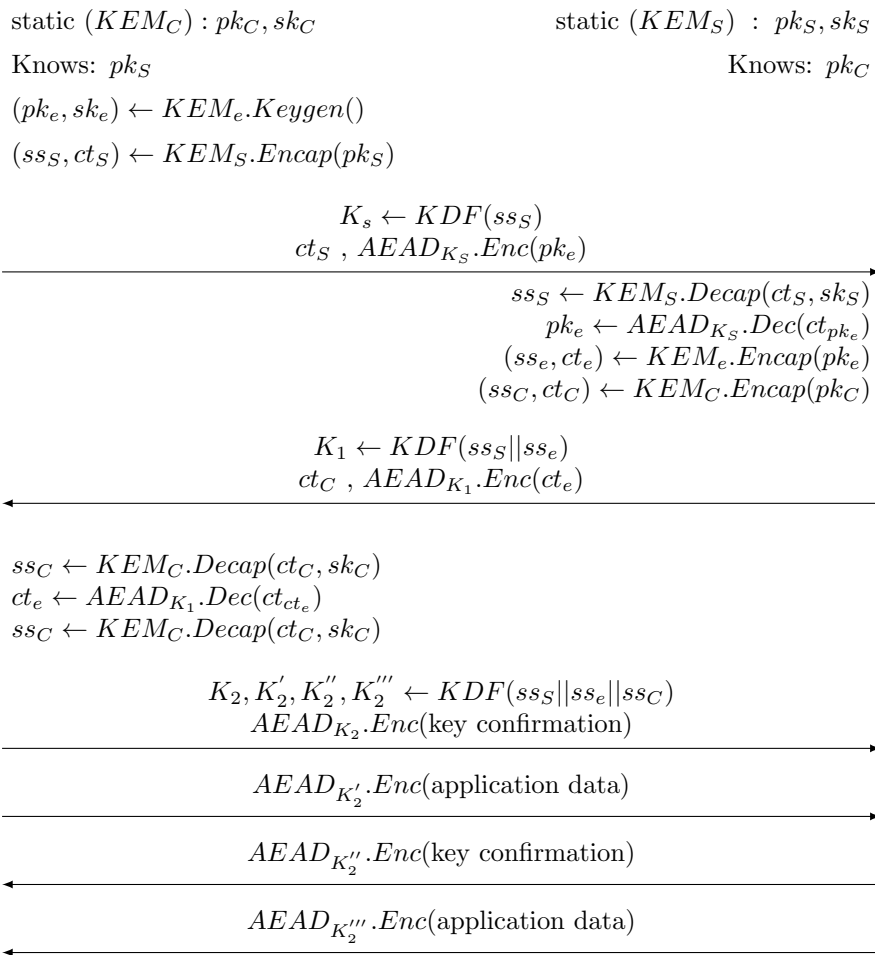 static (KEM_C) : pk_C, sk_C static (KEM_S) : pk_S, sk_S
Knows: pk_S Knows: pk_C
(pk_e, sk_e) ← KEM_e.Keygen()
(ss_S, ct_S) ← KEM_S.Encap(pk_S)
K_s ← KDF(ss_S)
ct_S , AEAD_{K_S}.Enc(pk_e)
ss_S ← KEM_S.Decap(ct_S, sk_S)
pk_e ← AEAD_{K_S}.Dec(ct_{pk_e})
(ss_e, ct_e) ← KEM_e.Encap(pk_e)
(ss_C, ct_C) ← KEM_C.Encap(pk_C)
K_1 ← KDF(ss_S||ss_e)
ct_C , AEAD_{K_1}.Enc(ct_e)
ss_C ← KEM_C.Decap(ct_C, sk_C)
ct_e ← AEAD_{K_1}.Dec(ct_{ct_e})
ss_C ← KEM_C.Decap(ct_C, sk_C)
K_2, K_2', K_2'', K_2''' ← KDF(ss_S||ss_e||ss_C)
AEAD_{K_2}.Enc(key confirmation)
AEAD_{K_2'}.Enc(application data)
AEAD_{K_2''}.Enc(key confirmation)
AEAD_{K_2'''}.Enc(application data)